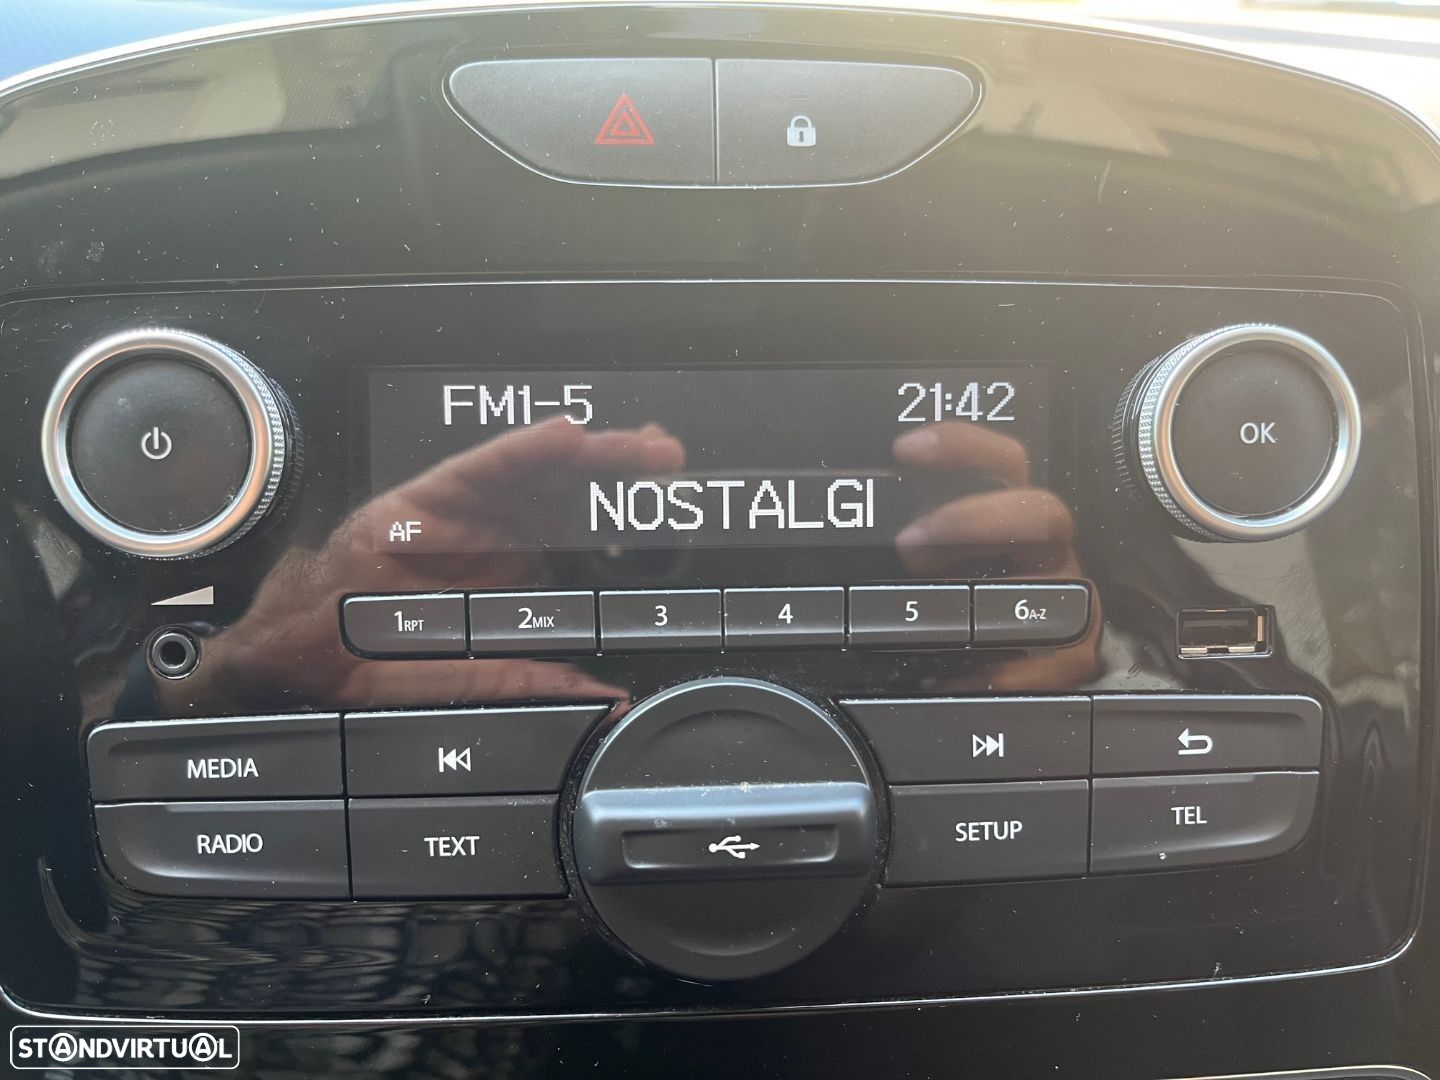 FM1-5 21:42
NOSTALGI
AF
OK
1RPT 2MIX 3 4 5 6A-Z
MEDIA
RADIO TEXT SETUP TEL
STANDVIRTUAL